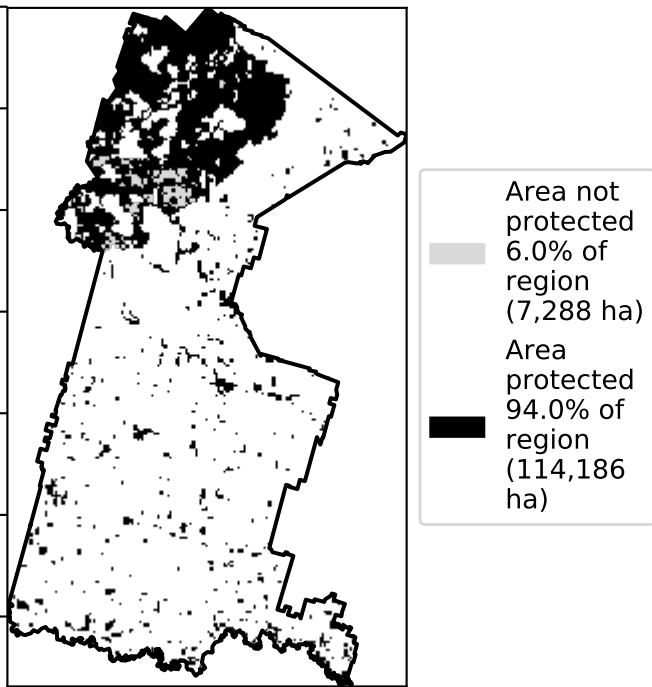 Area not
protected
6.0% of
region
(7,288 ha)
Area
protected
94.0% of
region
(114,186
ha)